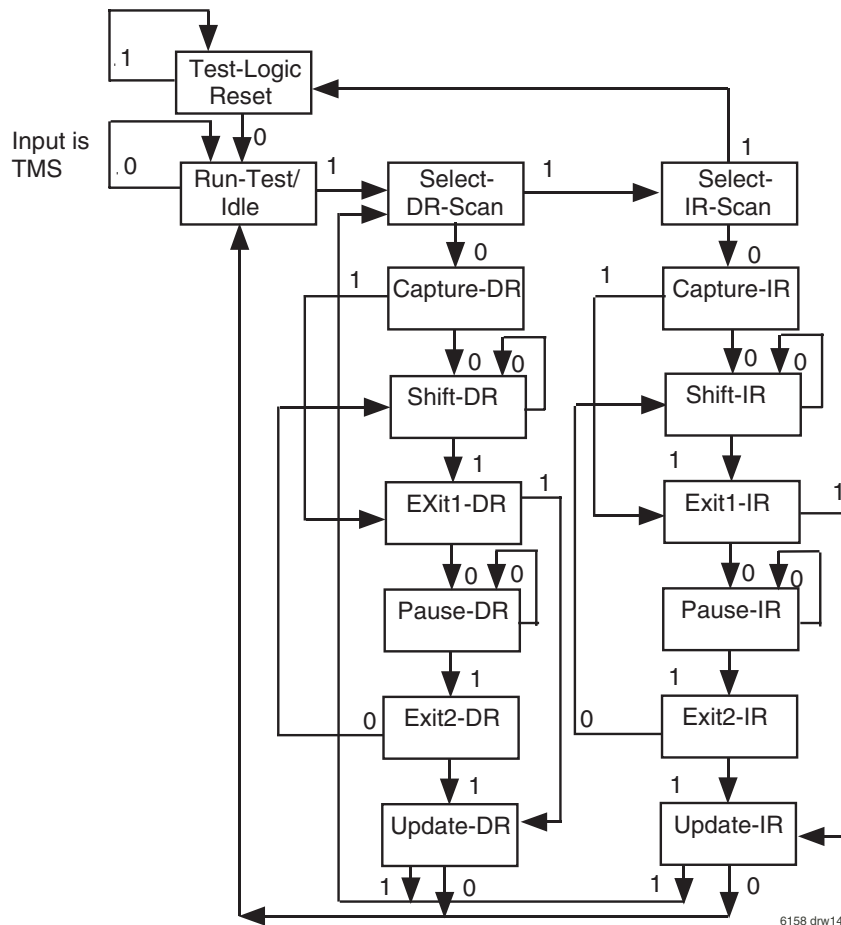 .1
Test-Logic
Reset
0
Input is
TMS
.0
Run-Test/
Idle
1
Select-
DR-Scan
1
Select-
IR-Scan
1
0
0
1
Capture-DR
1
Capture-IR
0
0
0
0
Shift-DR
Shift-IR
1
1
EXit1-DR
1
Exit1-IR
1
0
0
0
0
Pause-DR
Pause-IR
1
1
0
Exit2-DR
0
Exit2-IR
1
1
Update-DR
Update-IR
1
0
1
0
6158 drw14